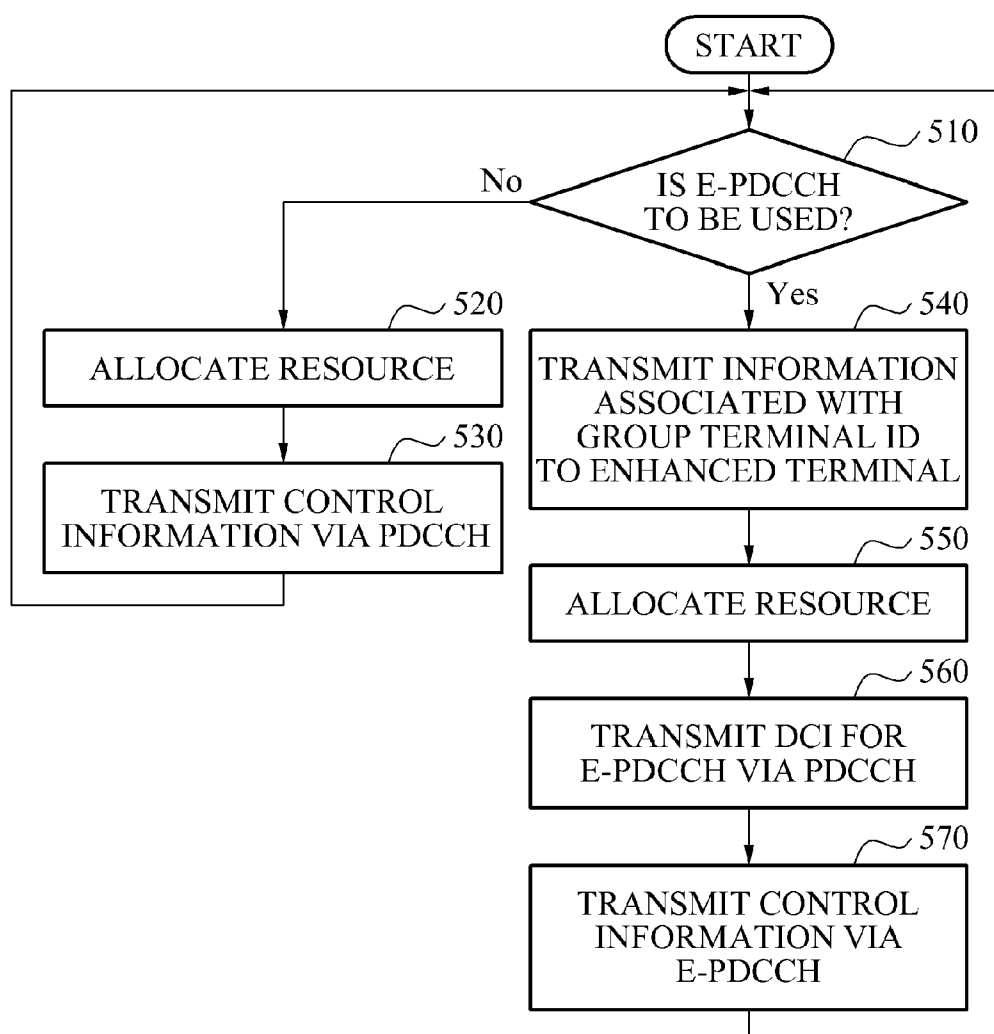 START
510
IS E-PDCCH
TO BE USED?
No
Yes
520
ALLOCATE RESOURCE
530
TRANSMIT CONTROL
INFORMATION VIA PDCCH
540
TRANSMIT INFORMATION
ASSOCIATED WITH
GROUP TERMINAL ID
TO ENHANCED TERMINAL
550
ALLOCATE RESOURCE
560
TRANSMIT DCI FOR
E-PDCCH VIA PDCCH
570
TRANSMIT CONTROL
INFORMATION VIA
E-PDCCH